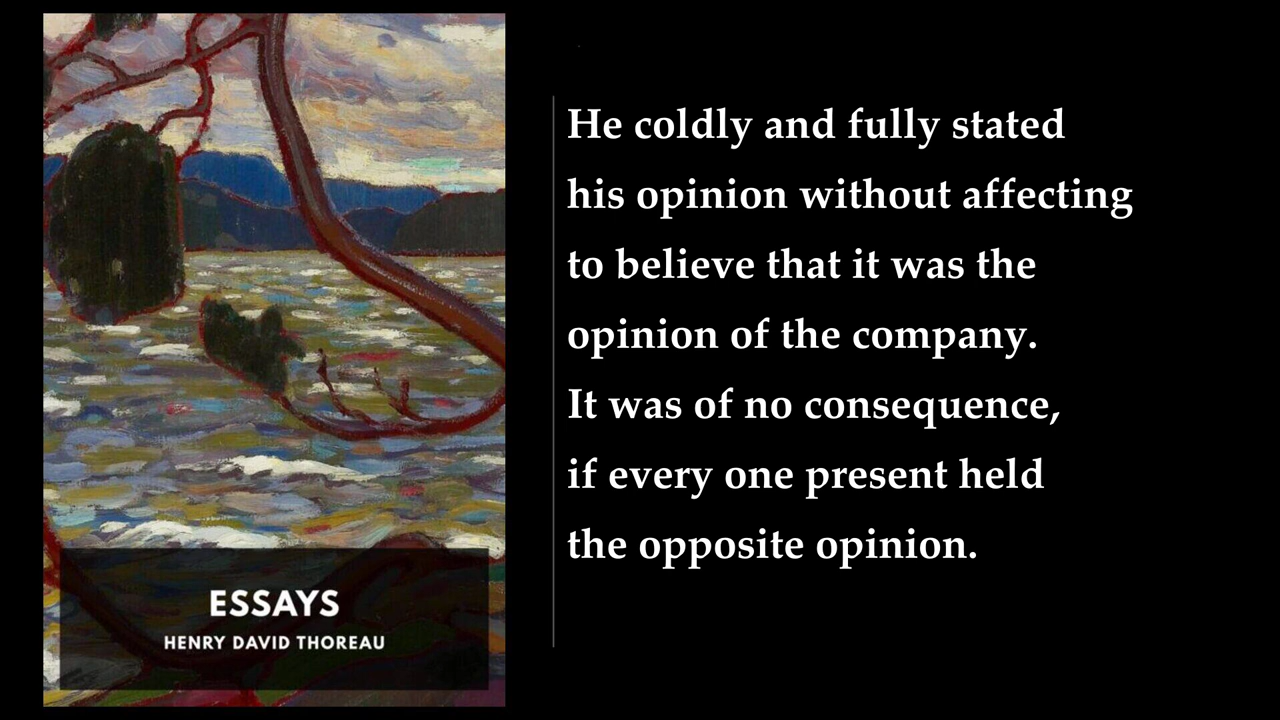 ESSAYS
HENRY DAVID THOREAU
He coldly and fully stated
his opinion without affecting
to believe that it was the
opinion of the company.
It was of no consequence,
if every one present held
the opposite opinion.